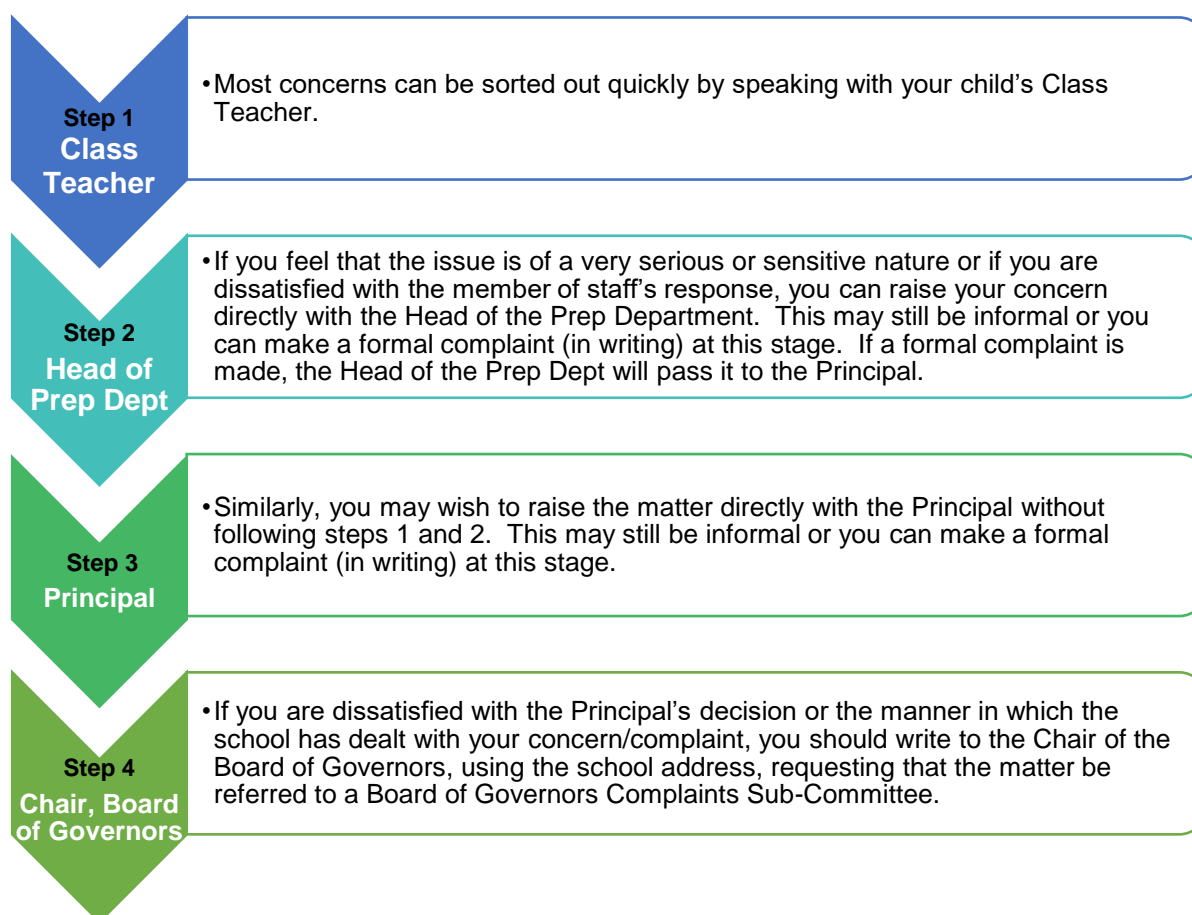 Step 1
Class
Teacher
•Most concerns can be sorted out quickly by speaking with your child's Class
Teacher.
Step 2
Head of
Prep Dept
•If you feel that the issue is of a very serious or sensitive nature or if you are
dissatisfied with the member of staff's response, you can raise your concern
directly with the Head of the Prep Department.  This may still be informal or you
can make a formal complaint (in writing) at this stage.  If a formal complaint is
made, the Head of the Prep Dept will pass it to the Principal.
Step 3
Principal
•Similarly, you may wish to raise the matter directly with the Principal without
following steps 1 and 2.  This may still be informal or you can make a formal
complaint (in writing) at this stage.
Step 4
Chair, Board
of Governors
•If you are dissatisfied with the Principal's decision or the manner in which the
school has dealt with your concern/complaint, you should write to the Chair of the
Board of Governors, using the school address, requesting that the matter be
referred to a Board of Governors Complaints Sub-Committee.